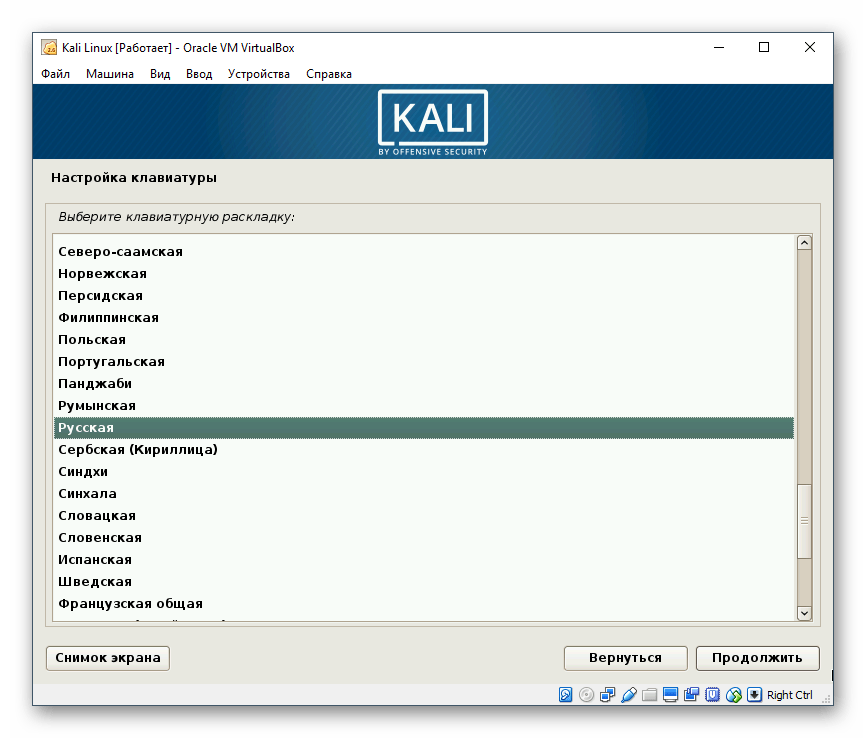 Kali Linux [Работает] - Oracle VM VirtualBox
Файл Машина Вид Ввод Устройства Справка
KALI
BY OFFENSIVE SECURITY
Настройка клавиатуры
Выберите клавиатурную раскладку:
Северо-саамская
Норвежская
Персидская
Филиппинская
Польская
Португальская
Панджаби
Румынская
Русская
Сербская (Кириллица)
Синдхи
Синхала
Словацкая
Словенская
Испанская
Шведская
Французская общая
Снимок экрана Вернуться Продолжить
Right Ctrl